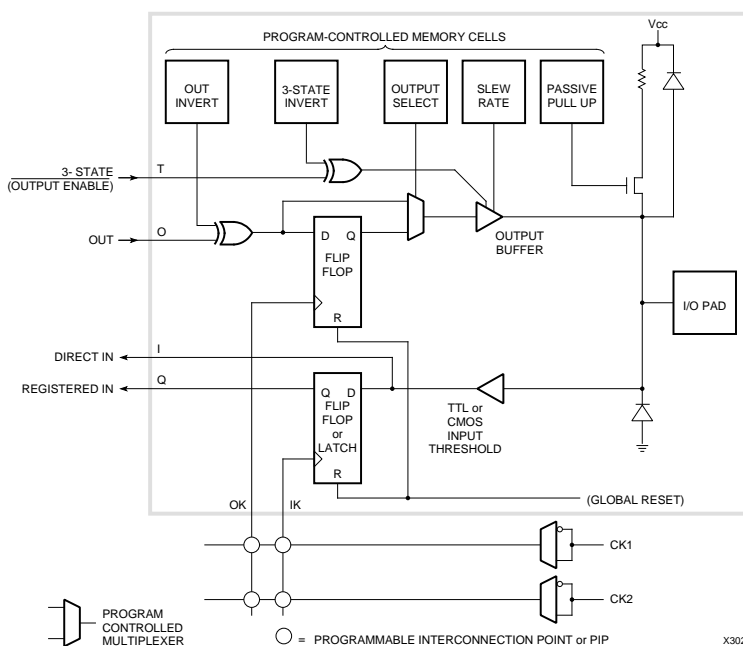 Vcc
PROGRAM-CONTROLLED MEMORY CELLS
OUT
INVERT
3-STATE
INVERT
OUTPUT
SELECT
SLEW
RATE
PASSIVE
PULL UP
3- STATE
(OUTPUT ENABLE)
T
OUT
O
D Q
FLIP
FLOP
R
OUTPUT
BUFFER
I/O PAD
DIRECT IN
I
REGISTERED IN
Q
Q D
FLIP
FLOP
or
LATCH
R
TTL or
CMOS
INPUT
THRESHOLD
OK
IK
(GLOBAL RESET)
CK1
CK2
PROGRAM
CONTROLLED
MULTIPLEXER
= PROGRAMMABLE INTERCONNECTION POINT or PIP
X302